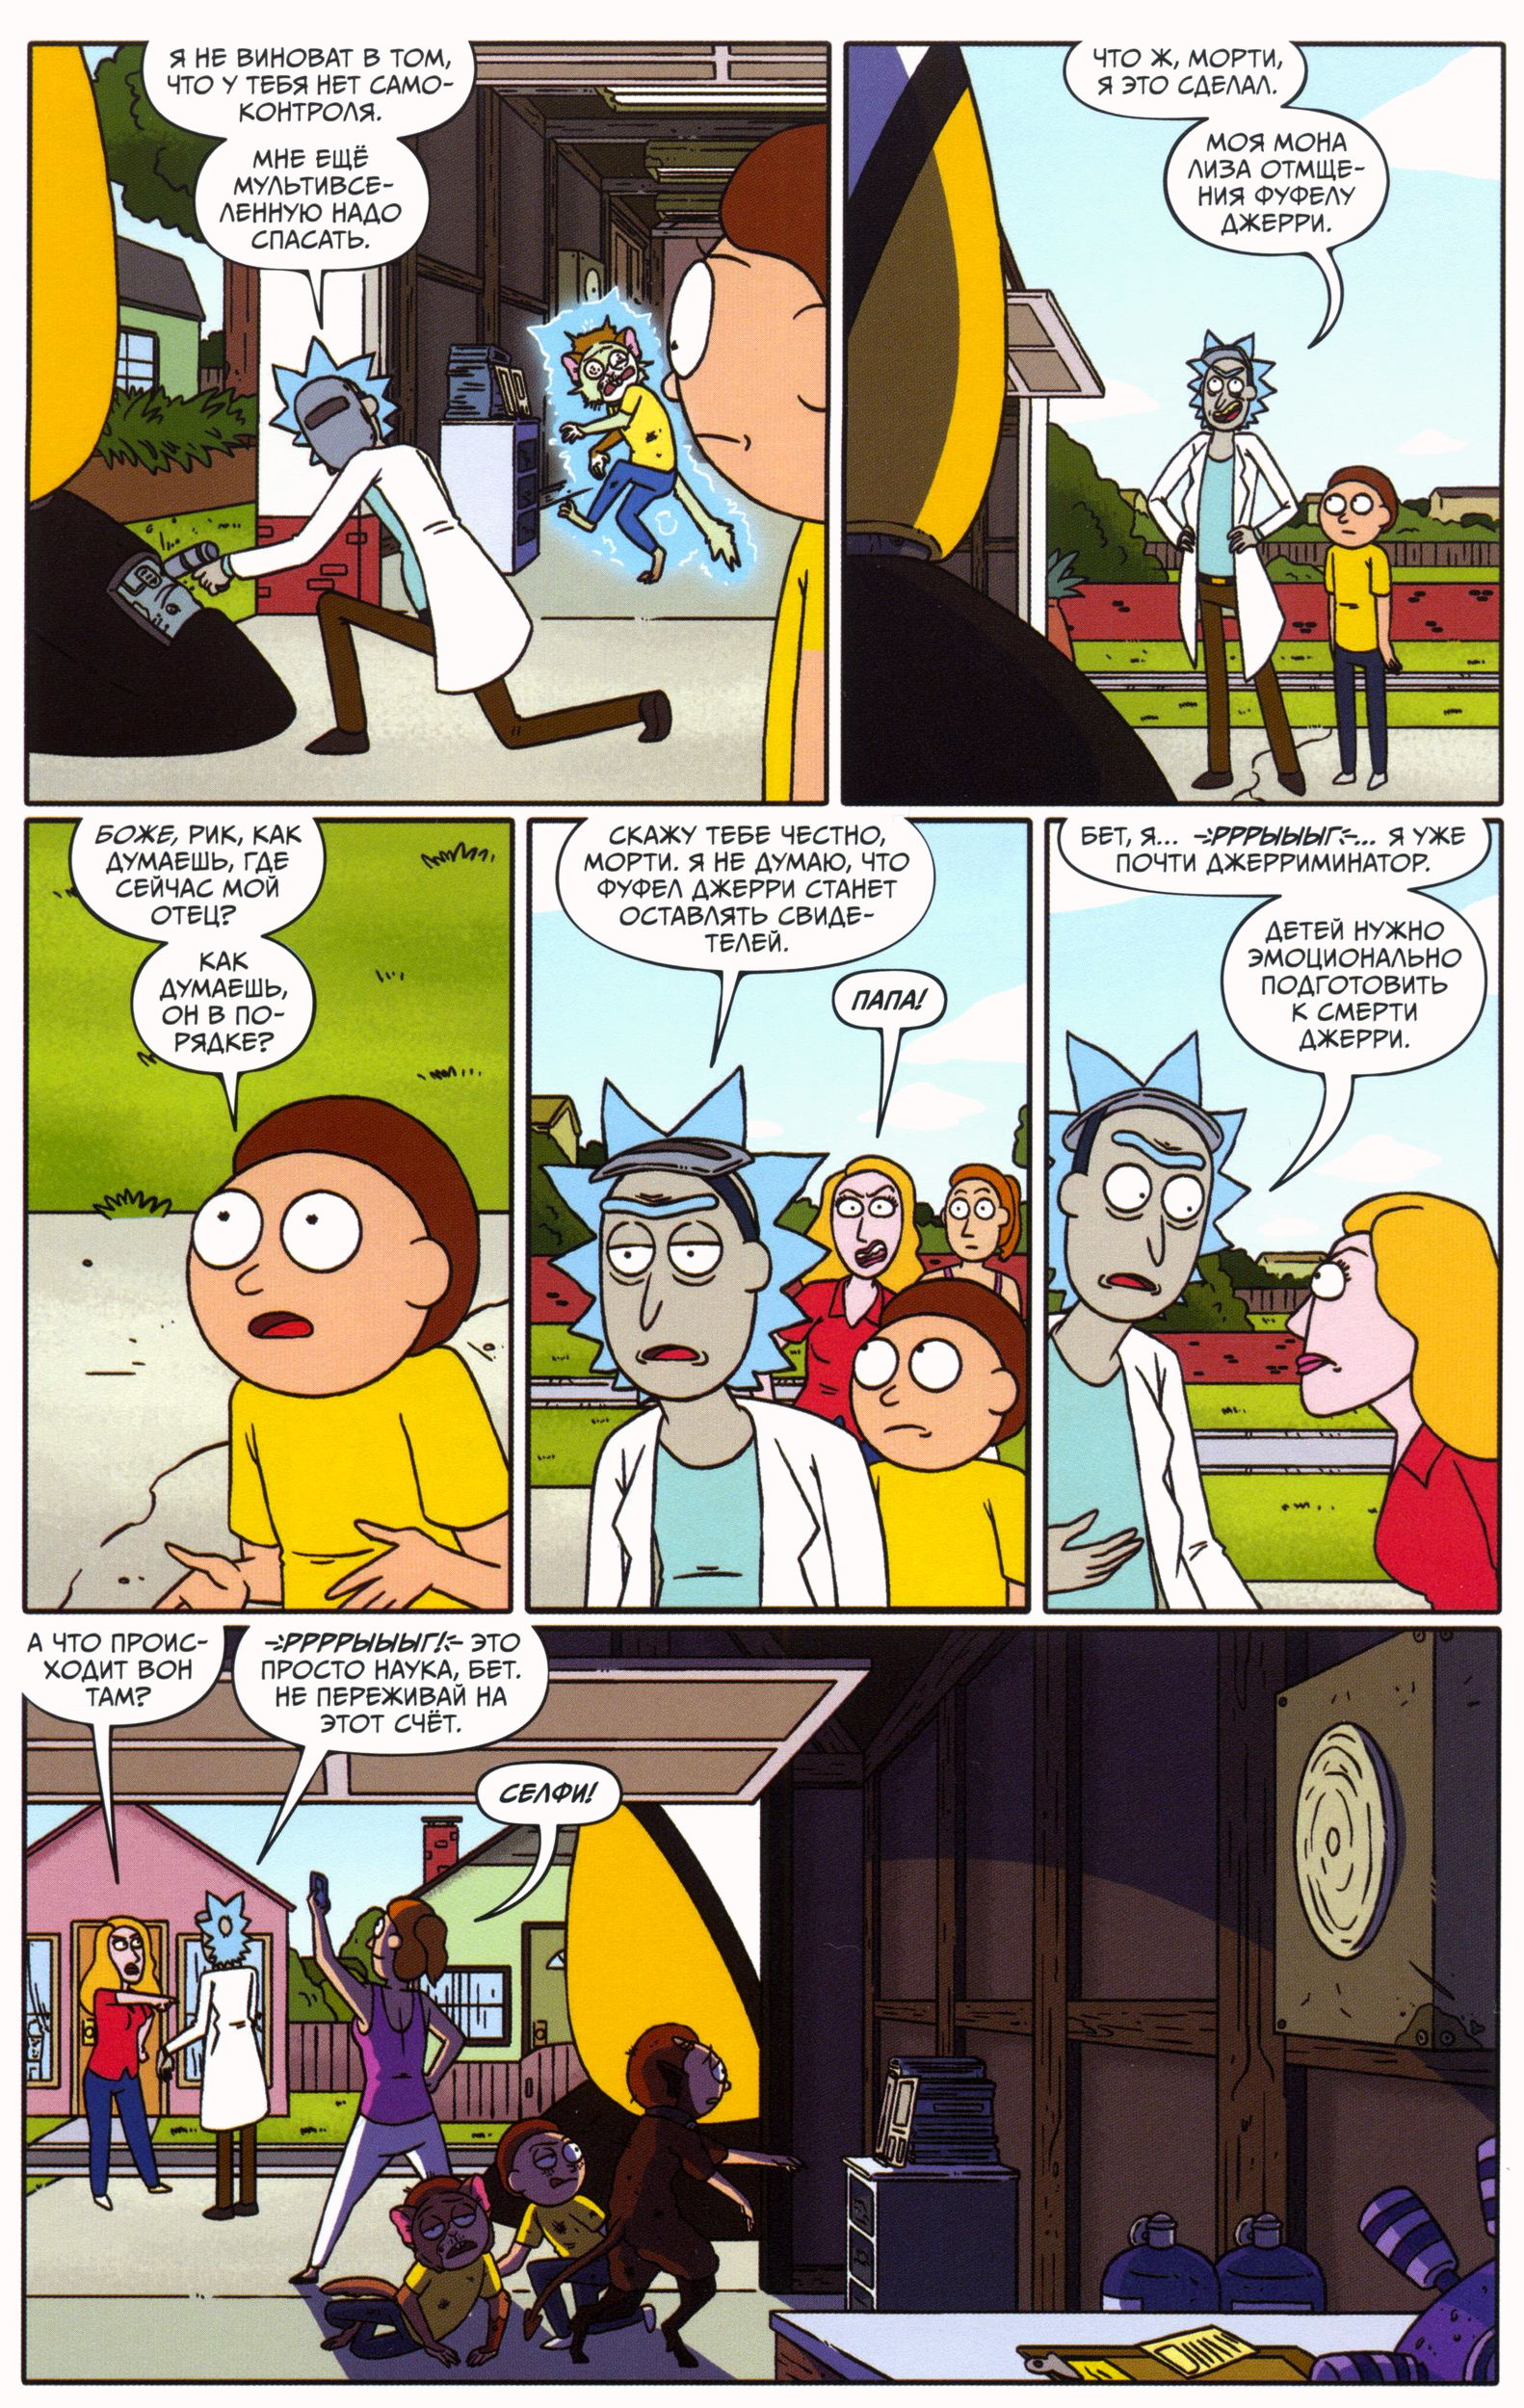 Я НЕ ВИНОВАТ В ТОМ,
ЧТО У ТЕБЯ НЕТ САМО-
КОНТРОЛЯ.
МНЕ ЕЩЁ
МУЛЬТИВСЕ-
ЛЕННУЮ НАДО
СПАСАТЬ.
ЧТО Ж, МОРТИ,
Я ЭТО СДЕЛАЛ.
МОЯ МОНА
ЛИЗА ОТМЩЕ-
НИЯ ФУФЕЛУ
ДЖЕРРИ.
БОЖЕ, РИК, КАК
ДУМАЕШЬ, ГДЕ
СЕЙЧАС МОЙ
ОТЕЦ?
КАК
ДУМАЕШЬ,
ОН В ПО-
РЯДКЕ?
СКАЖУ ТЕБЕ ЧЕСТНО,
МОРТИ. Я НЕ ДУМАЮ, ЧТО
ФУФЕЛ ДЖЕРРИ СТАНЕТ
ОСТАВЛЯТЬ СВИДЕ-
ТЕЛЕЙ.
ПАПА!
БЕТ, Я... РРРЫЫЫГ... Я УЖЕ
ПОЧТИ ДЖЕРРИМИНАТОР.
ДЕТЕЙ НУЖНО
ЭМОЦИОНАЛЬНО
ПОДГОТОВИТЬ
К СМЕРТИ
ДЖЕРРИ.
А ЧТО ПРОИС-
ХОДИТ ВОН
ТАМ?
РРРРЫЫЫГ! ЭТО
ПРОСТО НАУКА, БЕТ.
НЕ ПЕРЕЖИВАЙ НА
ЭТОТ СЧЁТ.
СЕЛФИ!